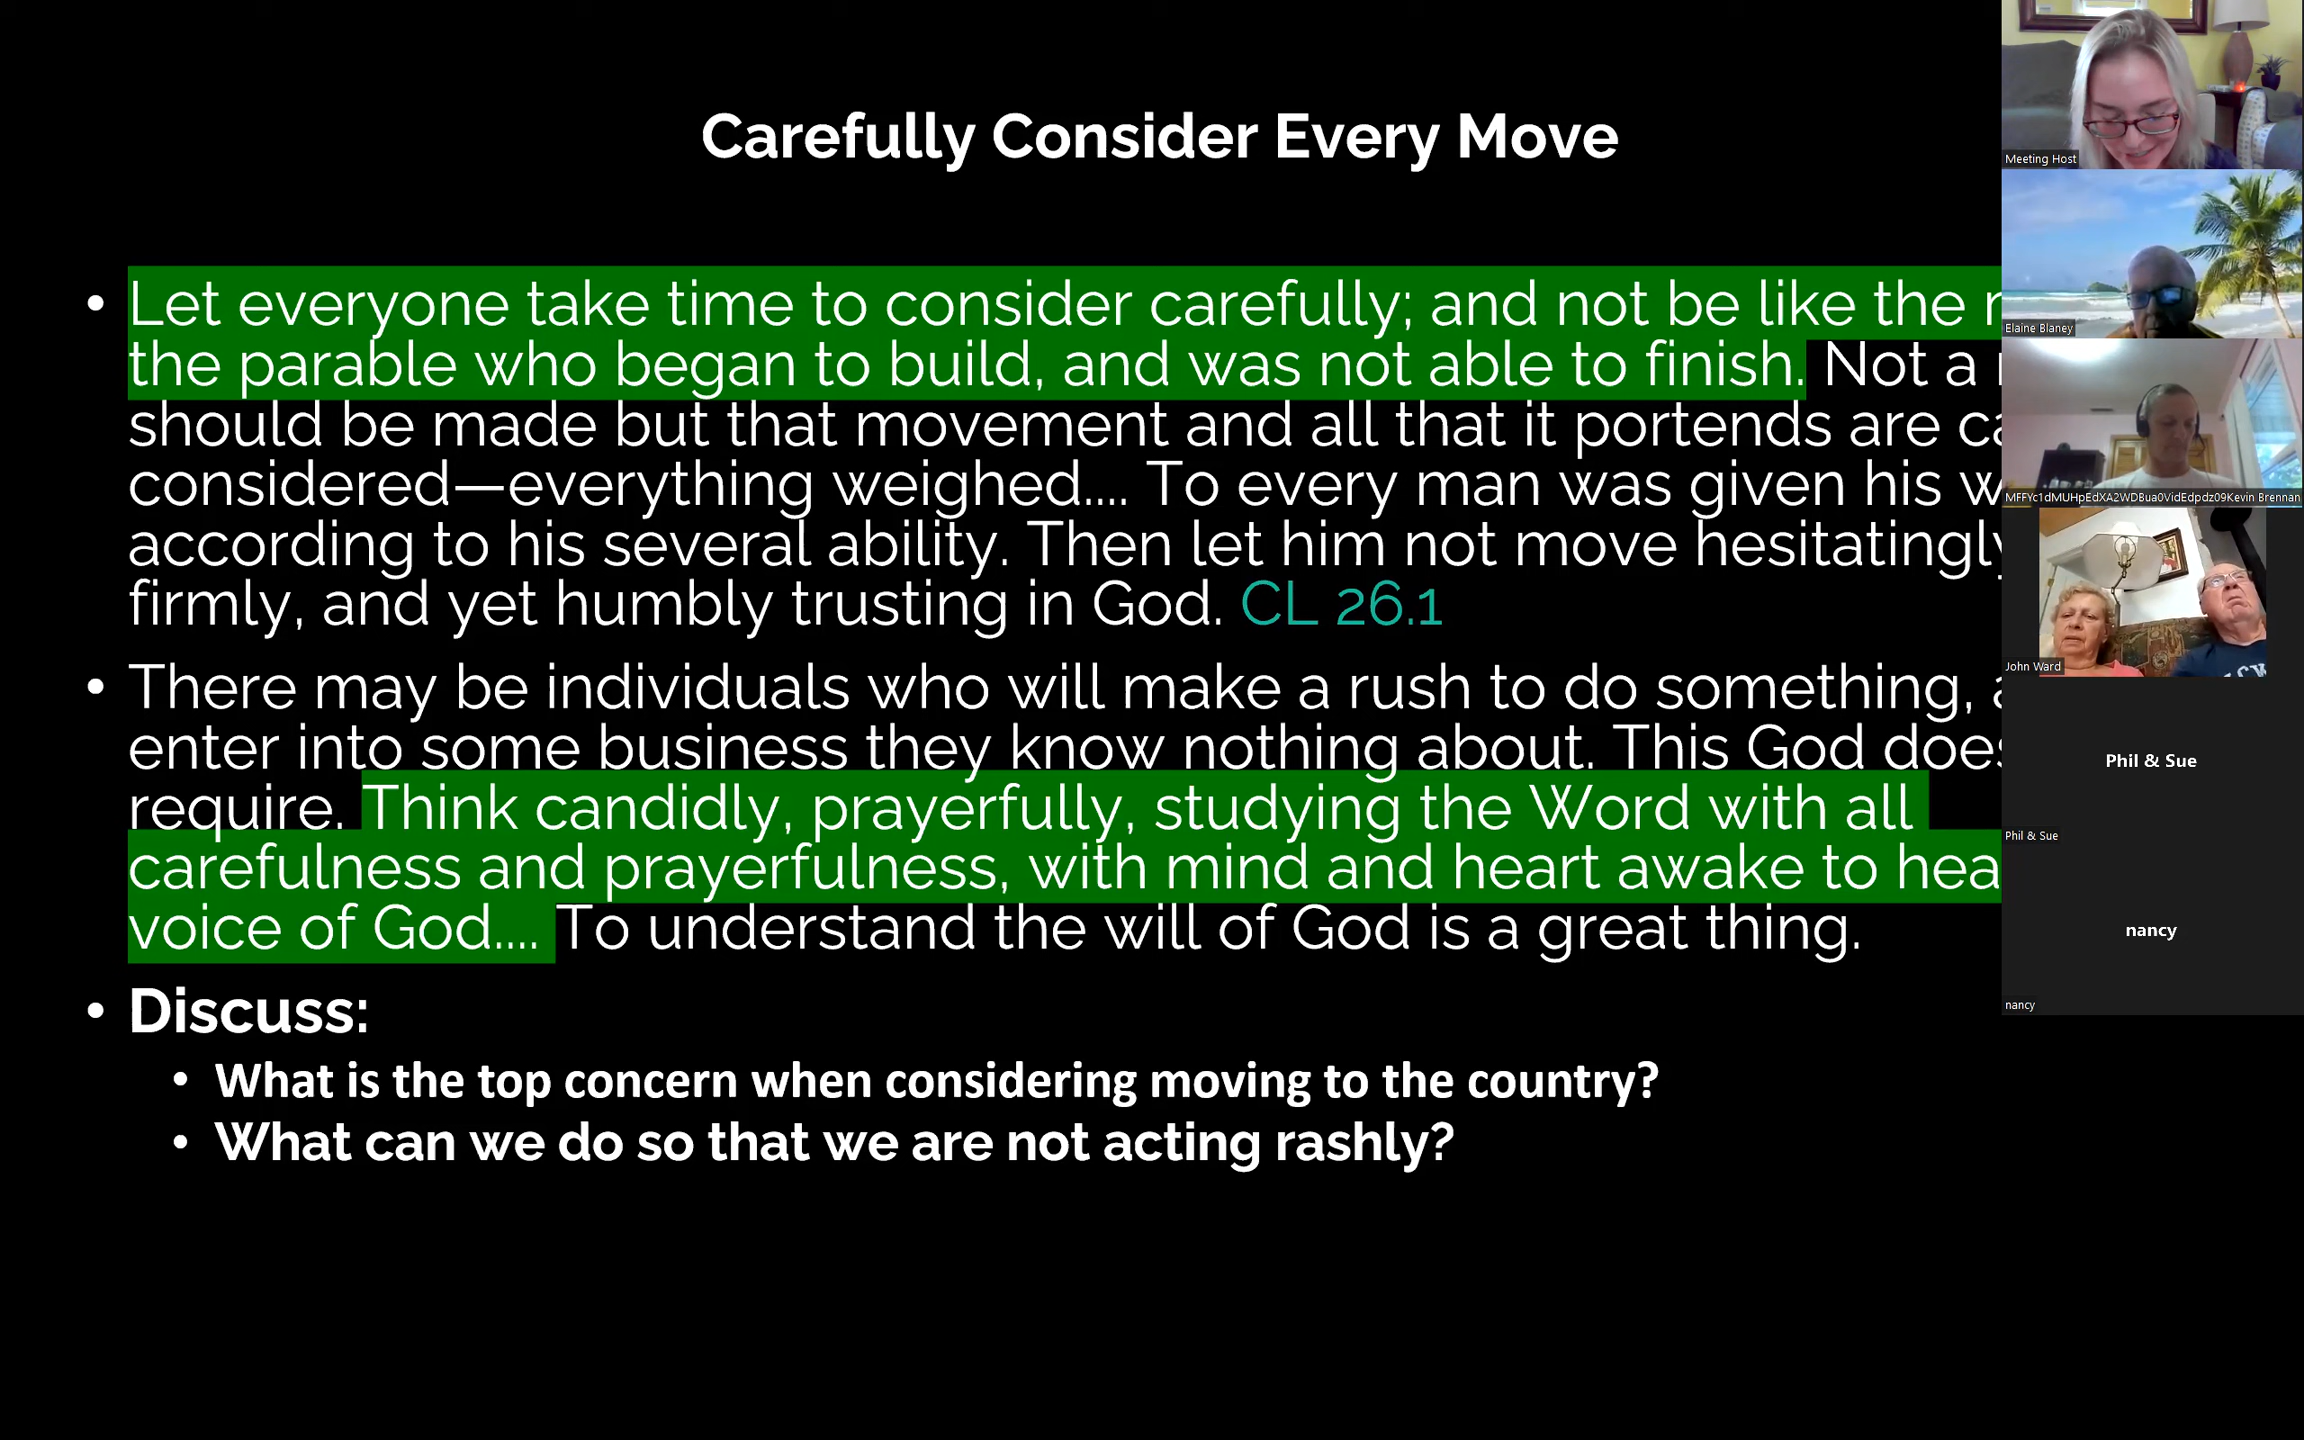 Carefully Consider Every Move
• Let everyone take time to consider carefully; and not be like the
the parable who began to build, and was not able to finish. Not a
should be made but that movement and all that it portends are
considered—everything weighed.... To every man was given his
according to his several ability. Then let him not move hesitatingly
firmly, and yet humbly trusting in God. CL 26.1
• There may be individuals who will make a rush to do something,
enter into some business they know nothing about. This God
require. Think candidly, prayerfully, studying the Word with all
carefulness and prayerfulness, with mind and heart awake to
voice of God.... To understand the will of God is a great thing.
• Discuss:
• What is the top concern when considering moving to the country?
• What can we do so that we are not acting rashly?
Meeting Host
Elaine Blaney
MFFYc1dMUHpEdXA2WDBua0VidEdpdz09Kevin Brennan
John Ward
Phil & Sue
Phil & Sue
nancy
nancy